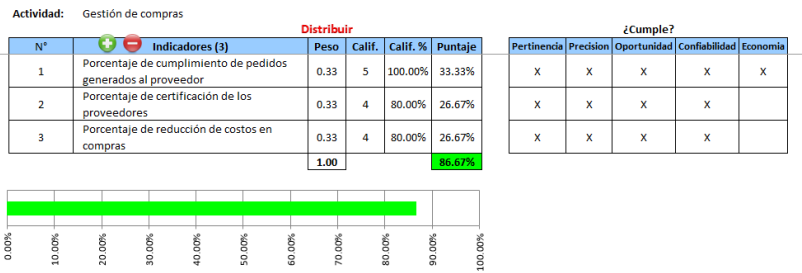 Actividad: Gestión de compras
Distribuir ¿Cumple?
N° Indicadores (3) Peso Calif. Calif. % Puntaje Pertinencia Precision Oportunidad Confiabilidad Economia
1 Porcentaje de cumplimiento de pedidos generados al proveedor 0.33 5 100.00% 33.33% X X X X X
2 Porcentaje de certificación de los proveedores 0.33 4 80.00% 26.67% X X X X
3 Porcentaje de reducción de costos en compras 0.33 4 80.00% 26.67% X X X X
1.00 86.67%
0.00% 10.00% 20.00% 30.00% 40.00% 50.00% 60.00% 70.00% 80.00% 90.00% 100.00%